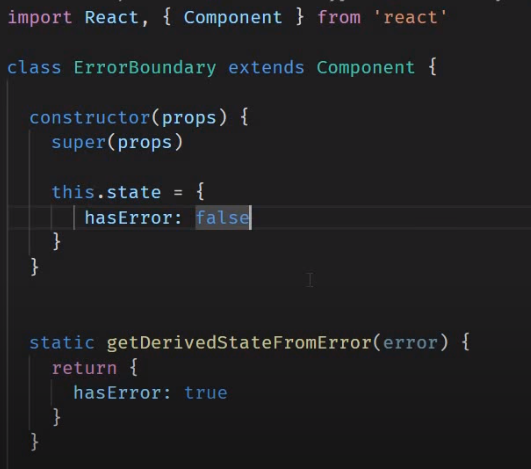 import React, { Component } from 'react'
class ErrorBoundary extends Component {
constructor(props) {
super(props)
this.state = {
hasError: false
}
}
static getDerivedStateFromError(error) {
return {
hasError: true
}
}